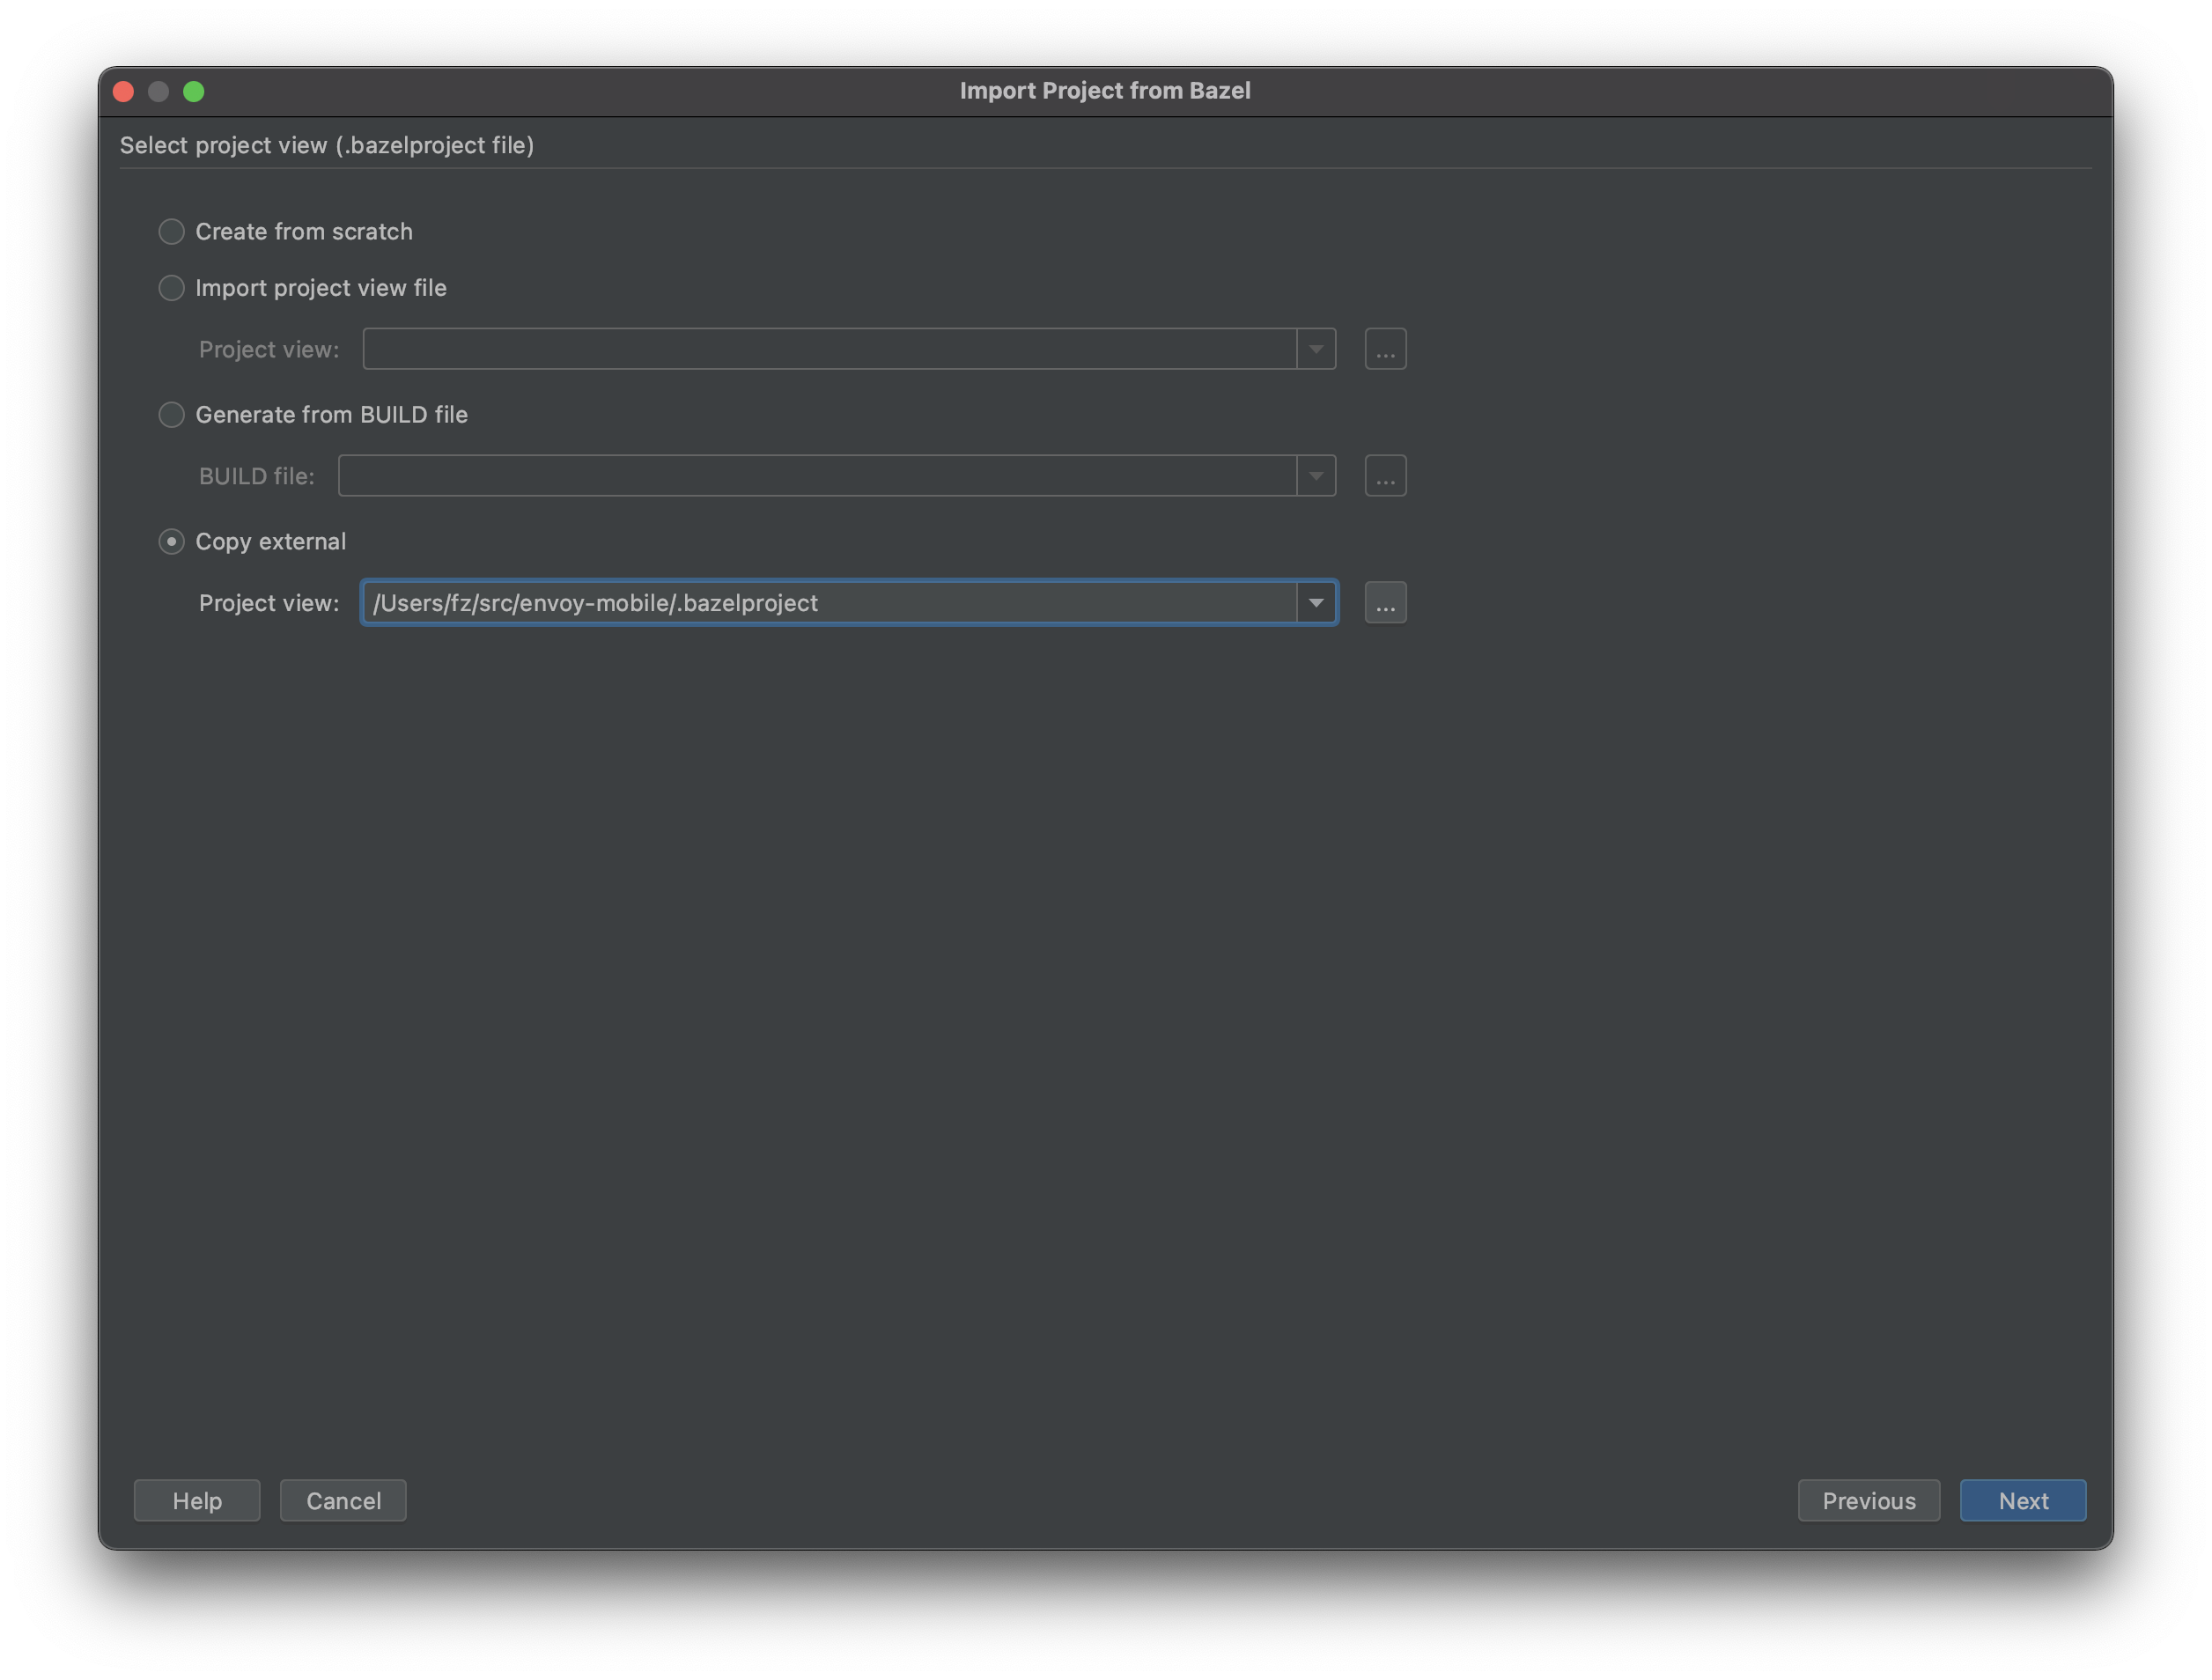 Import Project from Bazel
Select project view (.bazelproject file)
Create from scratch
Import project view file
Project view:
...
Generate from BUILD file
BUILD file:
...
Copy external
Project view: /Users/fz/src/envoy-mobile/.bazelproject ...
Help Cancel Previous Next